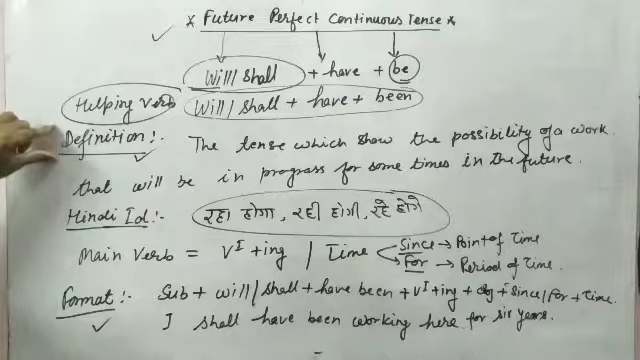 * Future Perfect Continuous Tense *
Will/Shall + have + be
Helping Verb Will/shall + have + been
Definition:- The tense which show the possibility of a work
that will be in progress for some times in the future.
Hindi Id:- रहा होगा, रही होगी, रहे होंगे
Main Verb = V¹+ing / Time Since → Point of Time
For → Period of Time.
Format:- Sub + will/shall + have been + V¹+ing + obj + since/for + time.
I shall have been working here for six years.